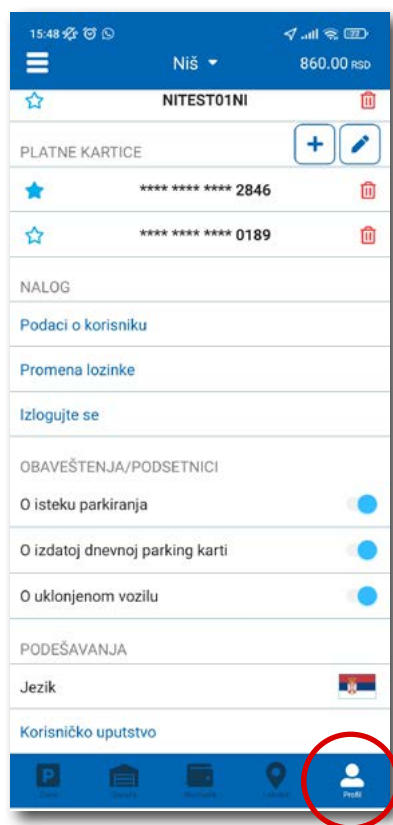 15:48
77
Niš
860.00 RSD
NITEST01NI
PLATNE KARTICE
**** **** **** 2846
**** **** **** 0189
NALOG
Podaci o korisniku
Promena lozinke
Izlogujte se
OBAVEŠTENJA/PODSETNICI
O isteku parkiranja
O izdatoj dnevnoj parking karti
O uklonjenom vozilu
PODEŠAVANJA
Jezik
Korisničko uputstvo
P
Profil